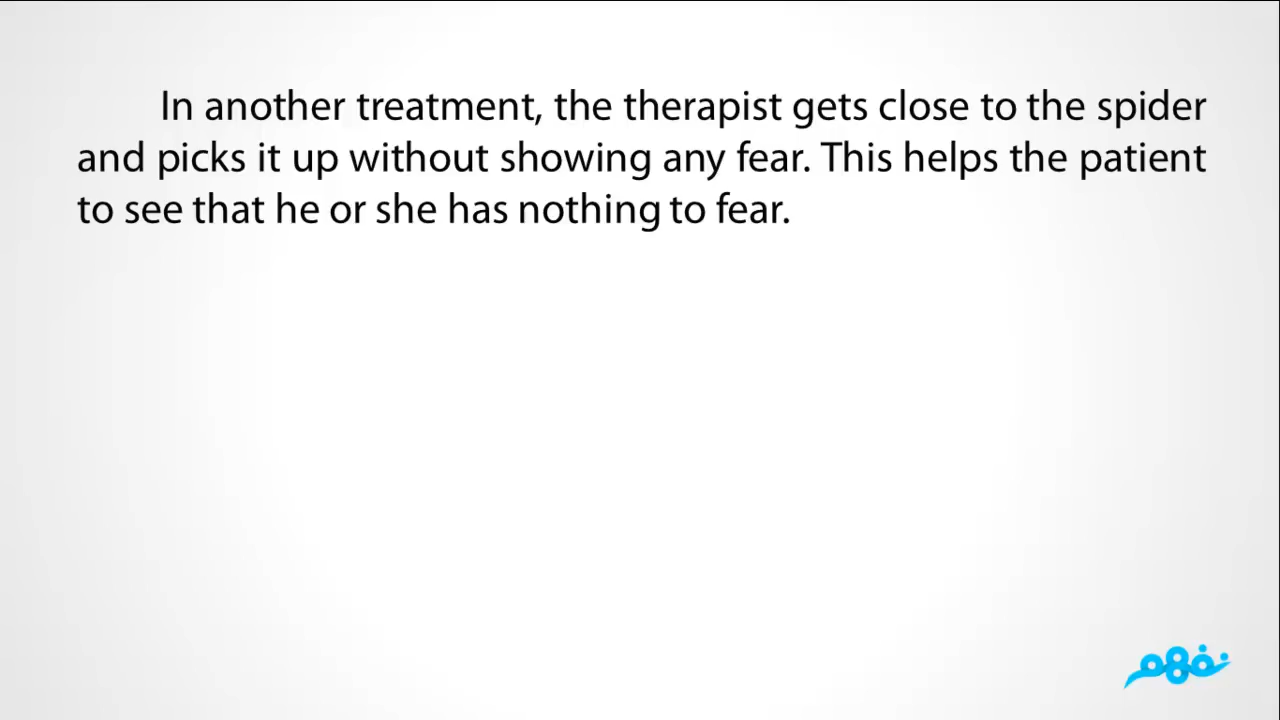 In another treatment, the therapist gets close to the spider
and picks it up without showing any fear. This helps the patient
to see that he or she has nothing to fear.
نفهم